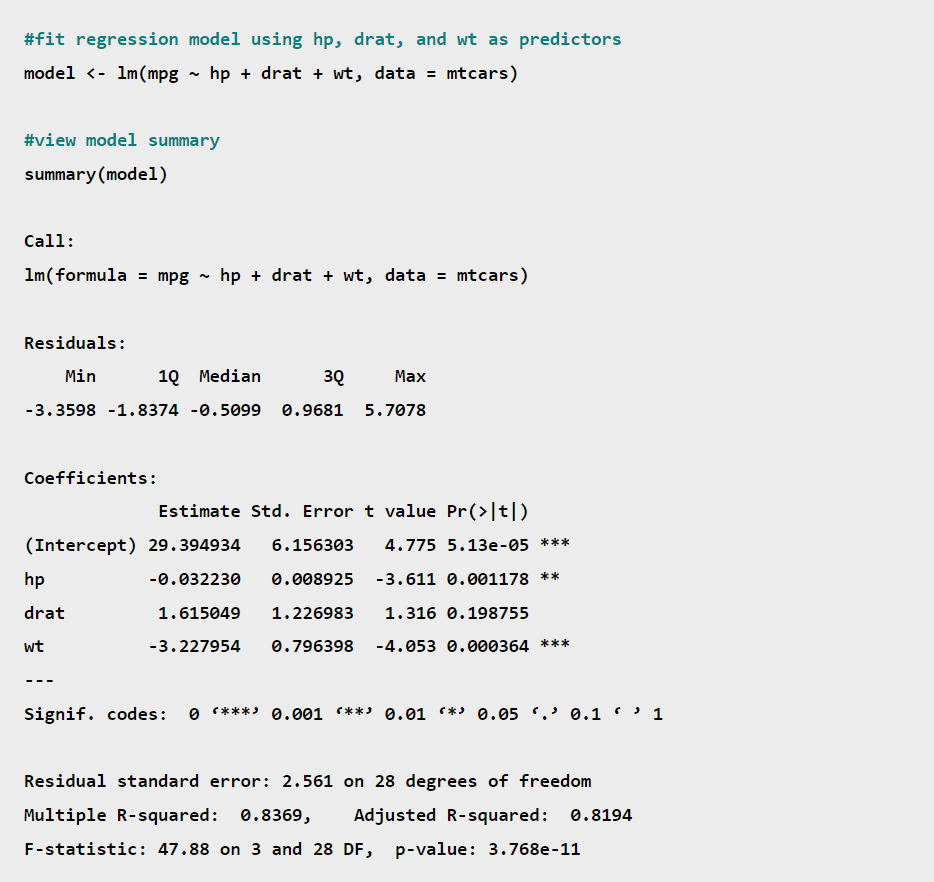 #fit regression model using hp, drat, and wt as predictors
model <- lm(mpg ~ hp + drat + wt, data = mtcars)
#view model summary
summary(model)
Call:
lm(formula = mpg ~ hp + drat + wt, data = mtcars)
Residuals:
    Min      1Q  Median      3Q     Max
-3.3598 -1.8374 -0.5099  0.9681  5.7078
Coefficients:
             Estimate Std. Error t value Pr(>|t|)
(Intercept) 29.394934   6.156303   4.775 5.13e-05 ***
hp          -0.032230   0.008925  -3.611 0.001178 **
drat         1.615049   1.226983   1.316 0.198755
wt          -3.227954   0.796398  -4.053 0.000364 ***
---
Signif. codes:  0 ‘***’ 0.001 ‘**’ 0.01 ‘*’ 0.05 ‘.’ 0.1 ‘ ’ 1
Residual standard error: 2.561 on 28 degrees of freedom
Multiple R-squared:  0.8369,    Adjusted R-squared:  0.8194
F-statistic: 47.88 on 3 and 28 DF,  p-value: 3.768e-11